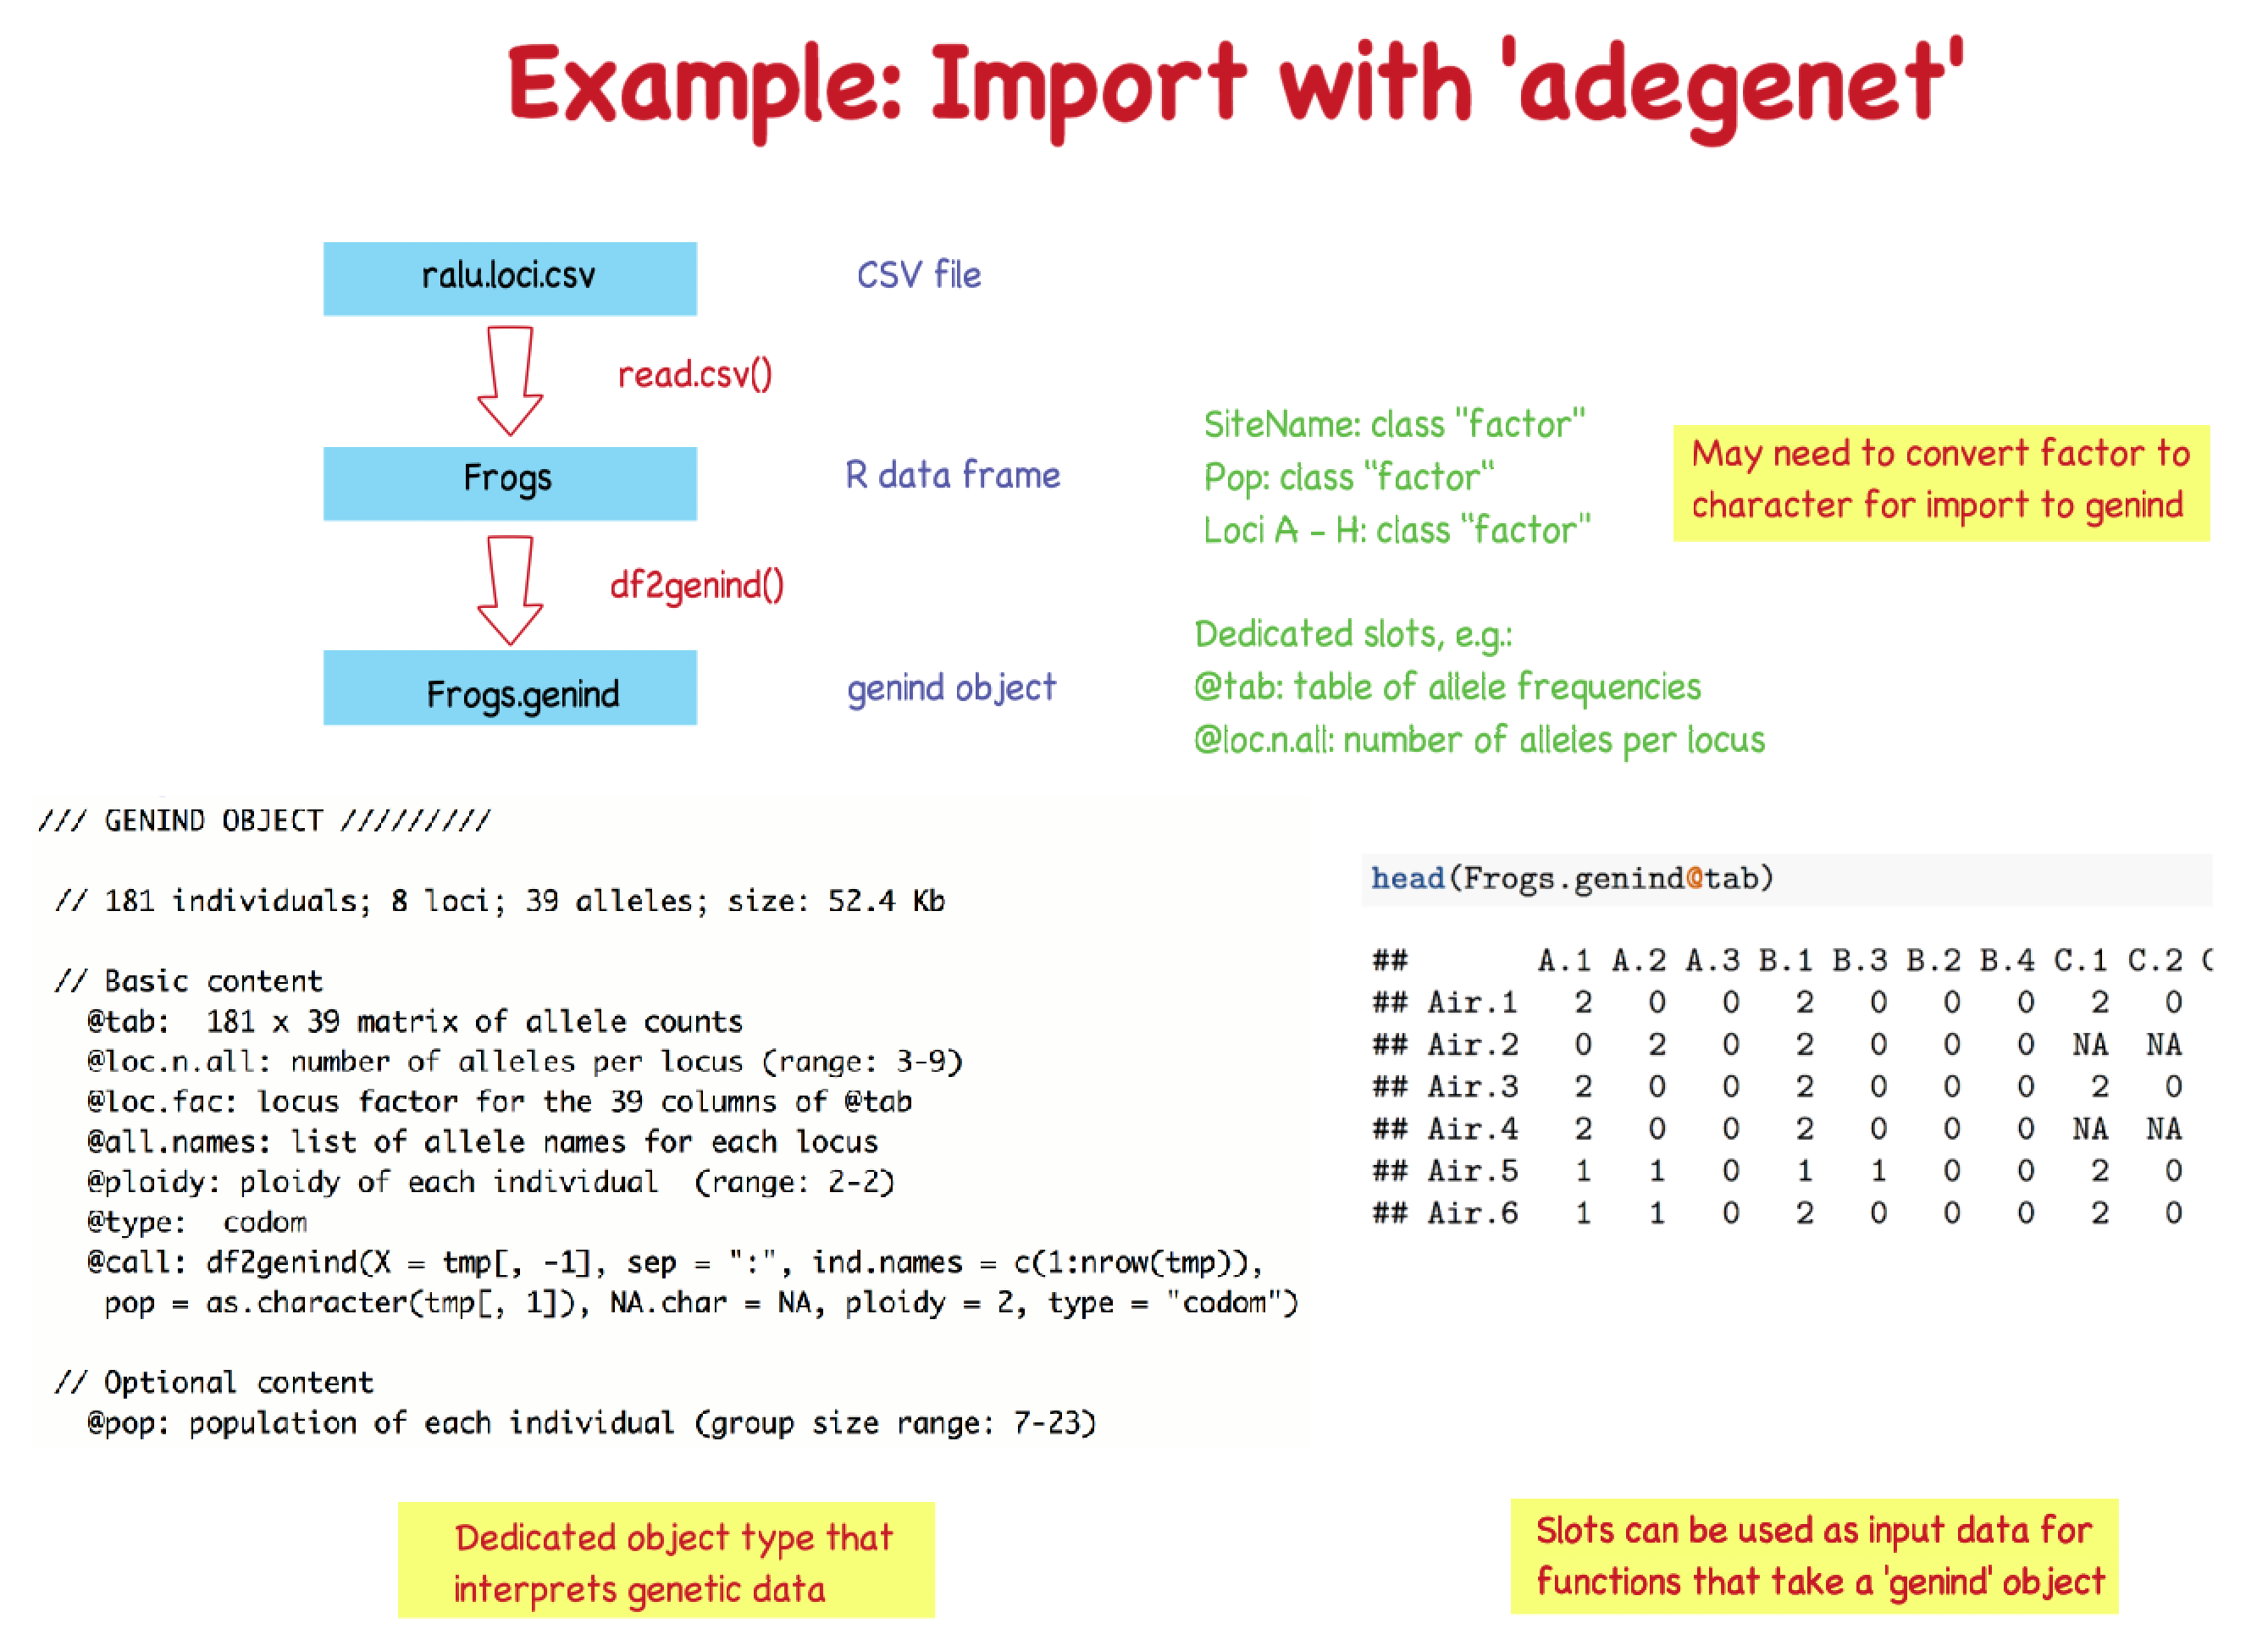 Example: Import with 'adegenet'
ralu.loci.csv
CSV file
read.csv()
Frogs
R data frame
SiteName: class "factor"
Pop: class "factor"
Loci A - H: class "factor"
May need to convert factor to
character for import to genind
df2genind()
Frogs.genind
genind object
Dedicated slots, e.g.:
@tab: table of allele frequencies
@loc.n.all: number of alleles per locus
/// GENIND OBJECT /////////
// 181 individuals; 8 loci; 39 alleles; size: 52.4 Kb
// Basic content
@tab:  181 x 39 matrix of allele counts
@loc.n.all: number of alleles per locus (range: 3-9)
@loc.fac: locus factor for the 39 columns of @tab
@all.names: list of allele names for each locus
@ploidy: ploidy of each individual  (range: 2-2)
@type:  codom
@call: df2genind(X = tmp[, -1], sep = ":", ind.names = c(1:nrow(tmp)),
pop = as.character(tmp[, 1]), NA.char = NA, ploidy = 2, type = "codom")
// Optional content
@pop: population of each individual (group size range: 7-23)
head(Frogs.genind@tab)
## A.1 A.2 A.3 B.1 B.3 B.2 B.4 C.1 C.2
## Air.1 2 0 0 2 0 0 0 2 0
## Air.2 0 2 0 2 0 0 0 NA NA
## Air.3 2 0 0 2 0 0 0 2 0
## Air.4 2 0 0 2 0 0 0 NA NA
## Air.5 1 1 0 1 1 0 0 2 0
## Air.6 1 1 0 2 0 0 0 2 0
Dedicated object type that
interprets genetic data
Slots can be used as input data for
functions that take a 'genind' object